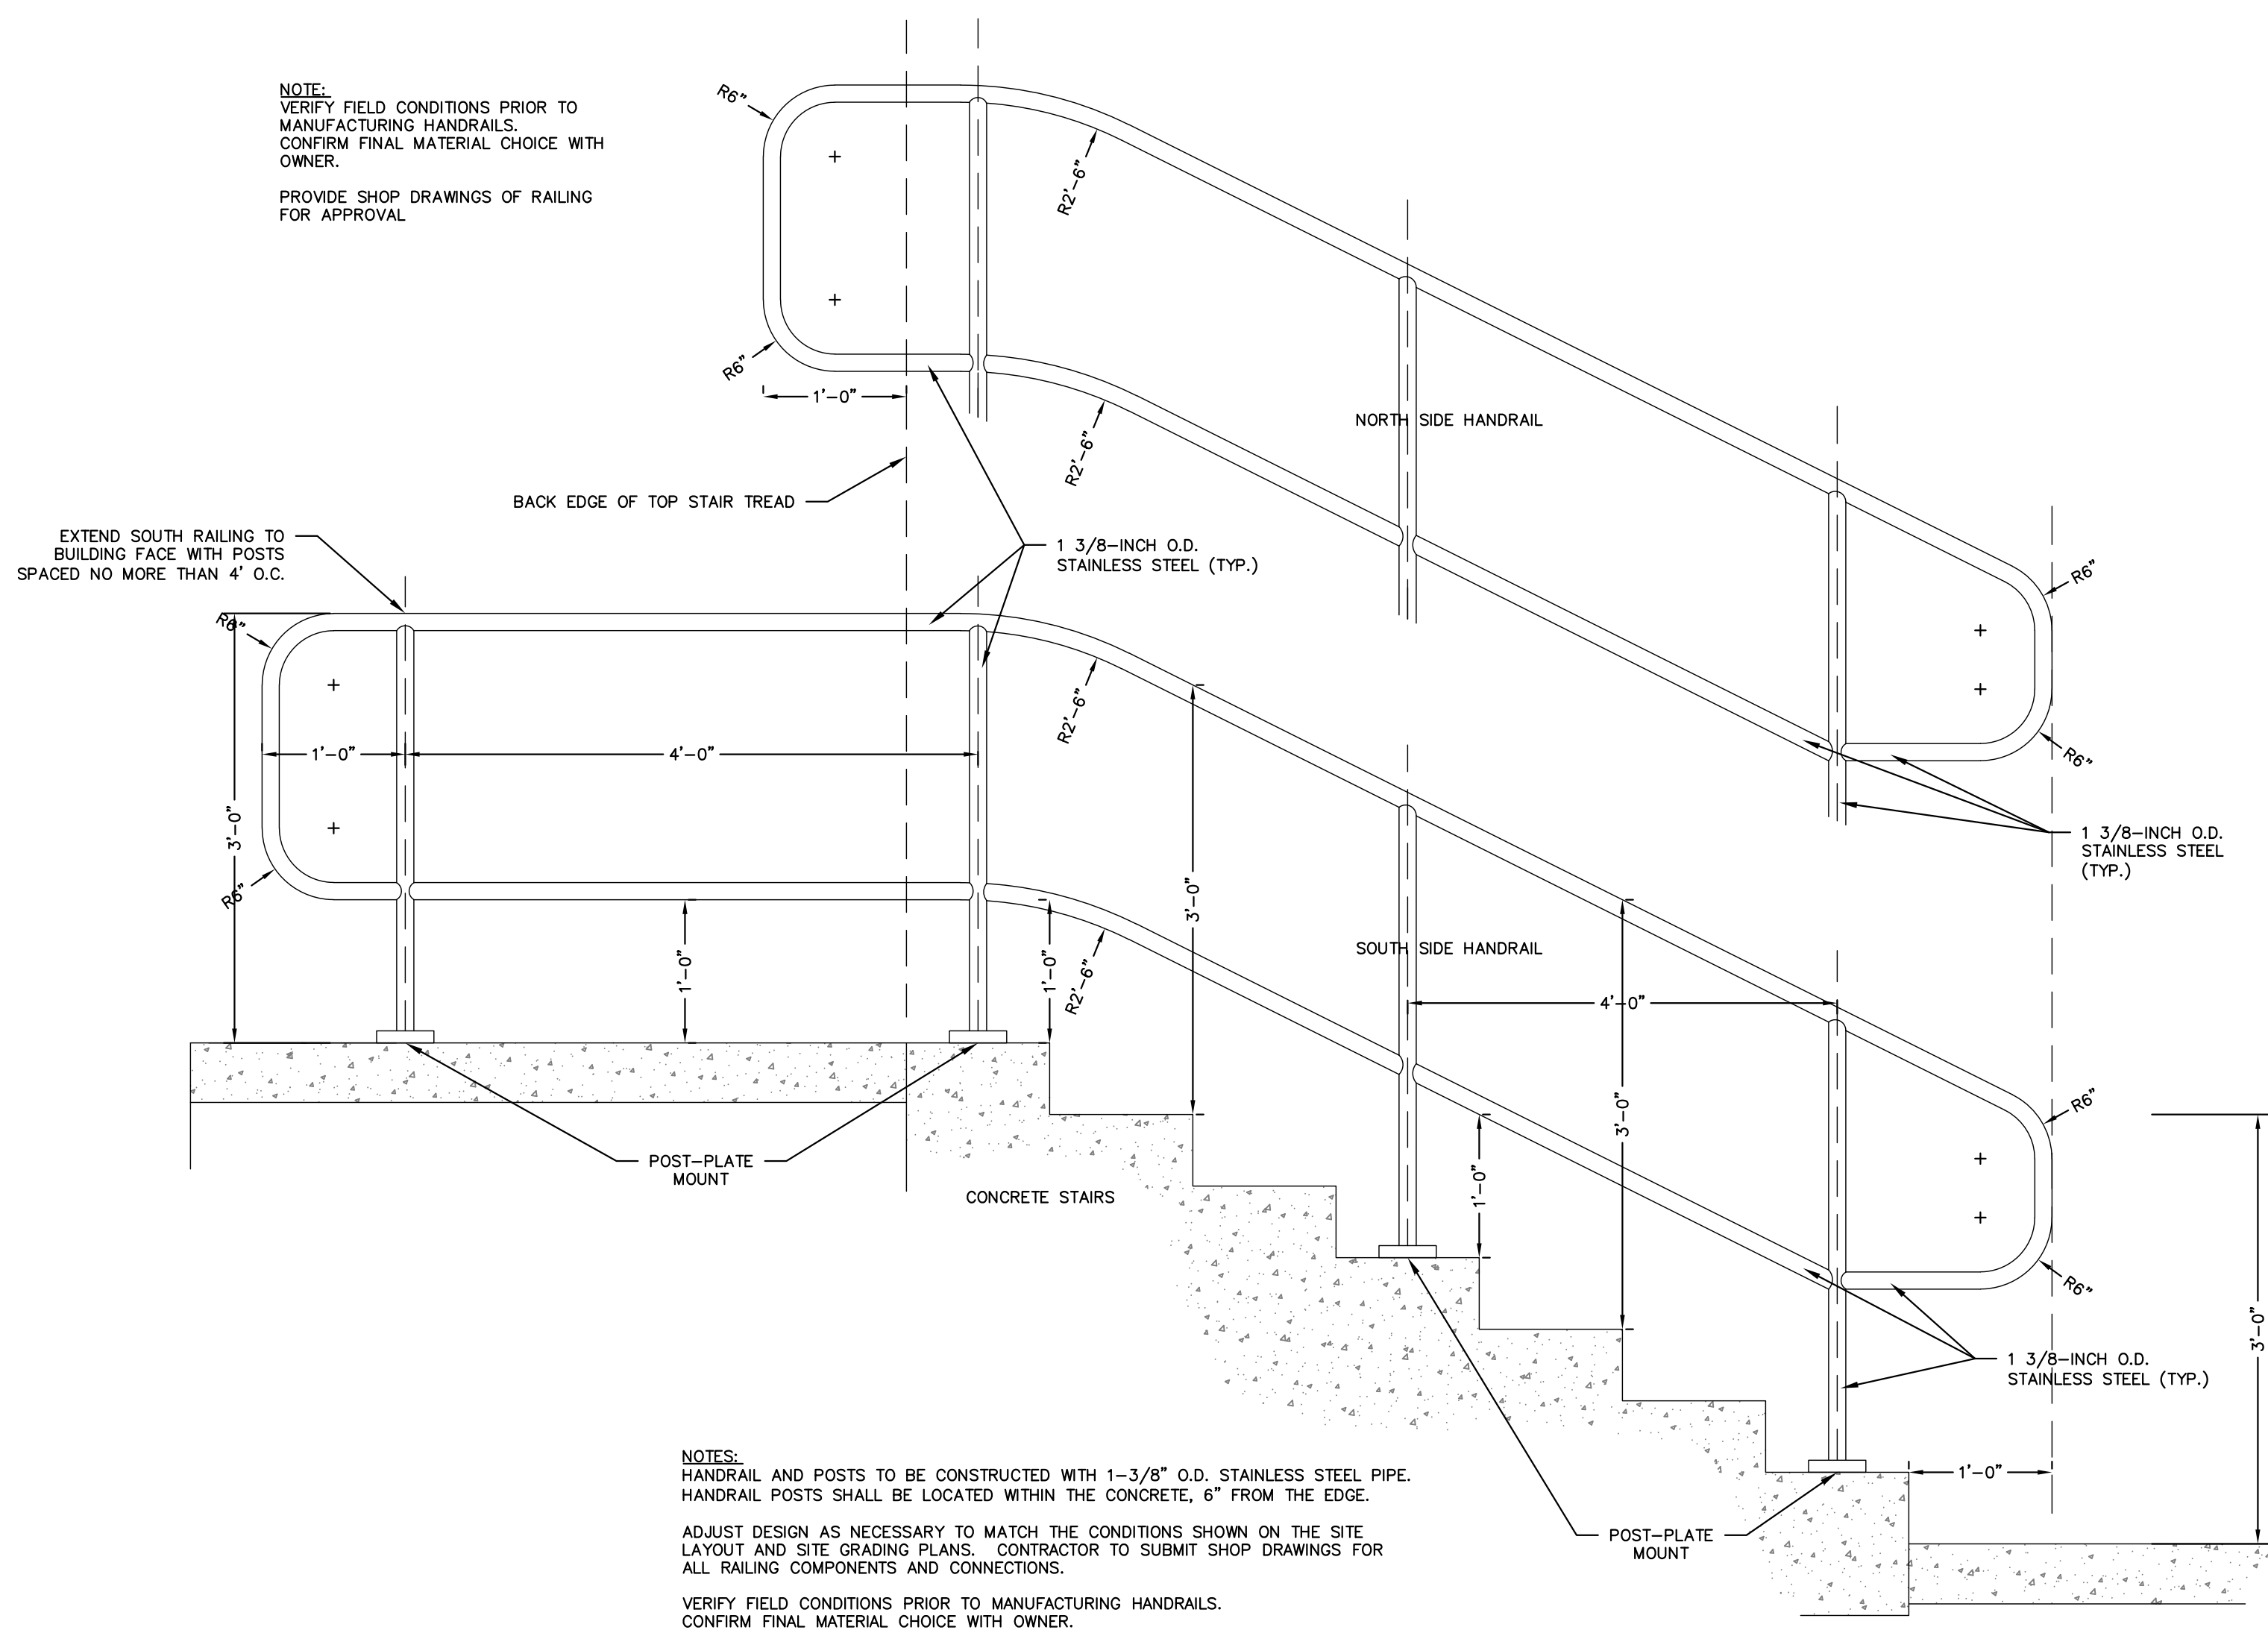 NOTE:
VERIFY FIELD CONDITIONS PRIOR TO
MANUFACTURING HANDRAILS.
CONFIRM FINAL MATERIAL CHOICE WITH
OWNER.
PROVIDE SHOP DRAWINGS OF RAILING
FOR APPROVAL
R6"
R2'-6"
R6"
1'-0"
NORTH SIDE HANDRAIL
R2'-6"
BACK EDGE OF TOP STAIR TREAD
EXTEND SOUTH RAILING TO
BUILDING FACE WITH POSTS
SPACED NO MORE THAN 4' O.C.
1 3/8-INCH O.D.
STAINLESS STEEL (TYP.)
R6"
R6"
R6"
R2'-6"
1'-0"
4'-0"
3'-0"
1 3/8-INCH O.D.
STAINLESS STEEL
(TYP.)
R6"
3'-0"
1'-0"
1'-0"
R2'-6"
SOUTH SIDE HANDRAIL
4'-0"
R6"
3'-0"
POST-PLATE
MOUNT
CONCRETE STAIRS
1'-0"
R6"
3'-0"
1 3/8-INCH O.D.
STAINLESS STEEL (TYP.)
1'-0"
NOTES:
HANDRAIL AND POSTS TO BE CONSTRUCTED WITH 1-3/8" O.D. STAINLESS STEEL PIPE.
HANDRAIL POSTS SHALL BE LOCATED WITHIN THE CONCRETE, 6" FROM THE EDGE.
ADJUST DESIGN AS NECESSARY TO MATCH THE CONDITIONS SHOWN ON THE SITE
LAYOUT AND SITE GRADING PLANS. CONTRACTOR TO SUBMIT SHOP DRAWINGS FOR
ALL RAILING COMPONENTS AND CONNECTIONS.
VERIFY FIELD CONDITIONS PRIOR TO MANUFACTURING HANDRAILS.
CONFIRM FINAL MATERIAL CHOICE WITH OWNER.
POST-PLATE
MOUNT